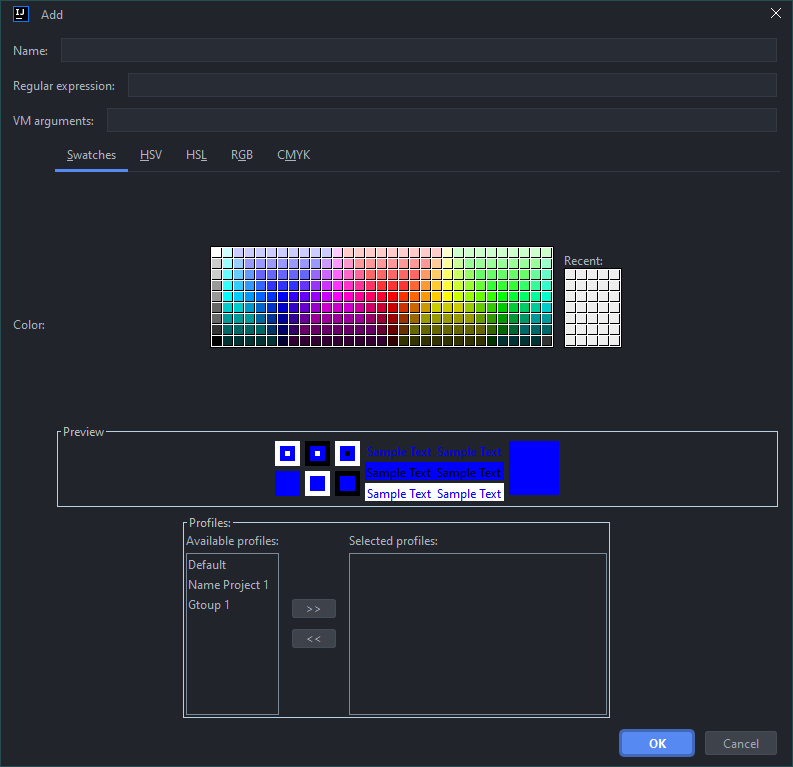 IJ Add
Name:
Regular expression:
VM arguments:
Swatches HSV HSL RGB CMYK
Recent:
Color:
Preview
Sample Text Sample Text
Sample Text Sample Text
Sample Text Sample Text
Profiles:
Available profiles: Selected profiles:
Default
Name Project 1
Gtoup 1
>>
<<
OK Cancel